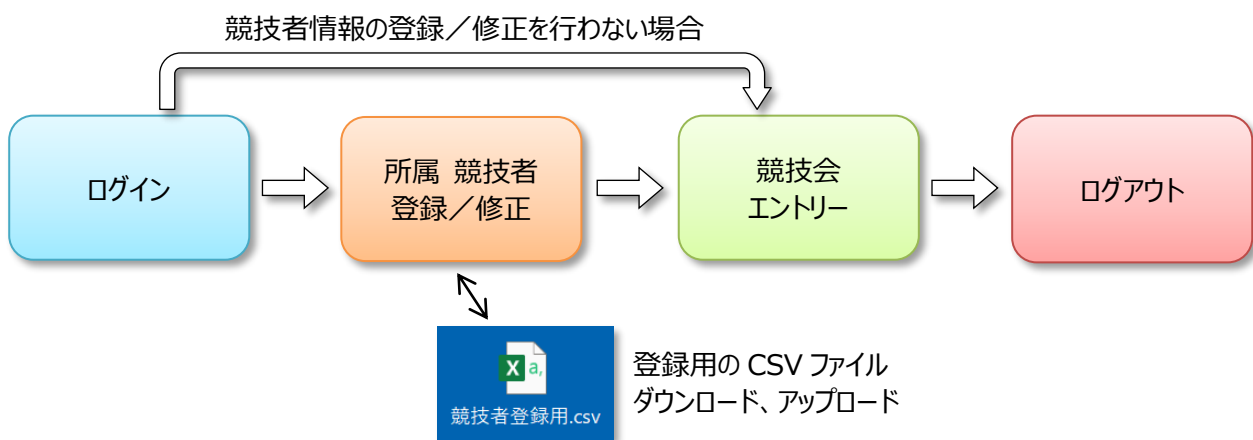 競技者情報の登録／修正を行わない場合
ログイン
所属 競技者
登録／修正
競技会
エントリー
ログアウト
X a,
競技者登録用.csv
登録用の CSV ファイル
ダウンロード、アップロード